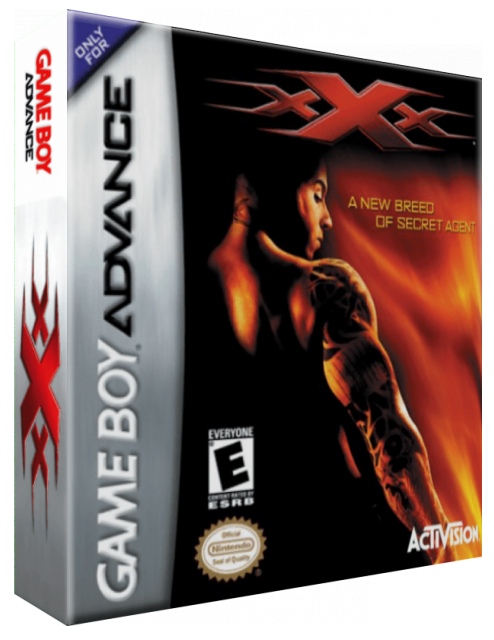 GAME BOY
ADVANCE
xXx
ONLY
FOR
GAME BOY ADVANCE
xXx
A NEW BREED
OF SECRET AGENT
EVERYONE
E
CONTENT RATED BY
ESRB
Official
Nintendo
Seal of Quality
ACTIVISION